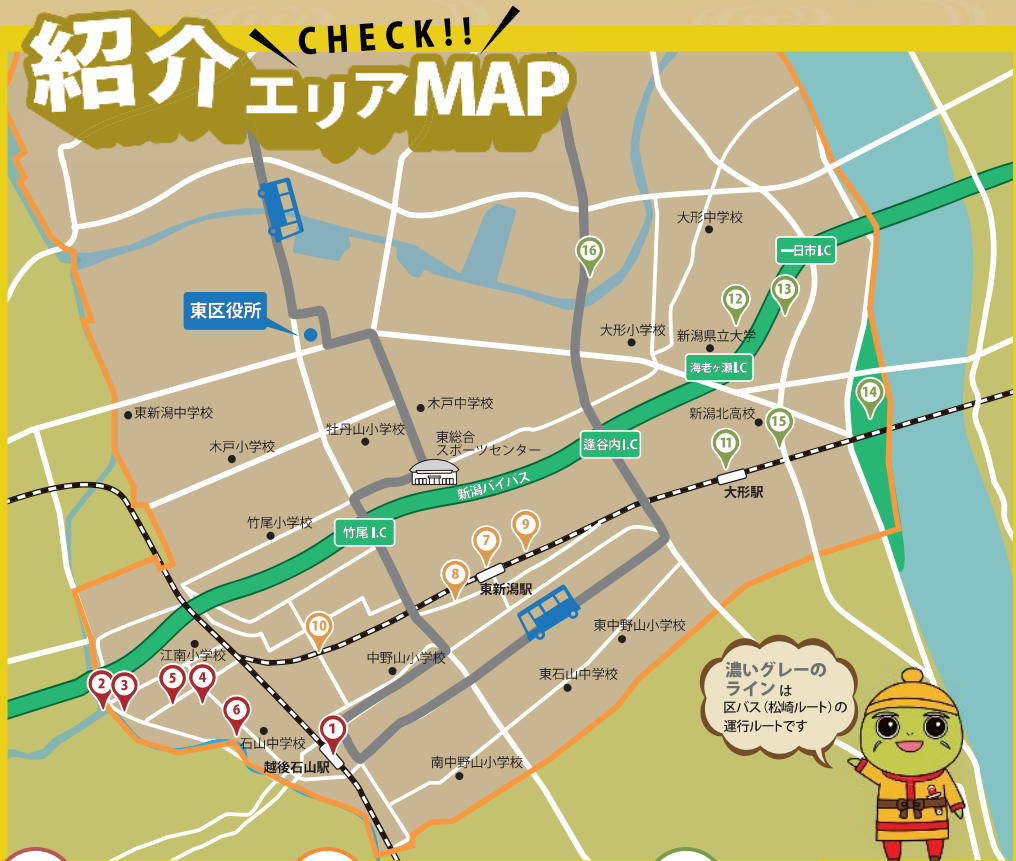 CHECK!!
紹介エリアMAP
大形中学校
16
一日市I.C
東区役所
12
13
大形小学校
新潟県立大学
海老ヶ瀬I.C
14
木戸中学校
東新潟中学校
新潟北高校
15
牡丹山小学校
木戸小学校
東総合
スポーツセンター
逢谷内I.C
11
新潟バイパス
大形駅
竹尾小学校
竹尾I.C
9
7
8
東新潟駅
10
東中野山小学校
江南小学校
中野山小学校
東石山中学校
2
3
5
4
6
1
石山中学校
越後石山駅
南中野山小学校
濃いグレーの
ラインは
区バス(松崎ルート)の
運行ルートです